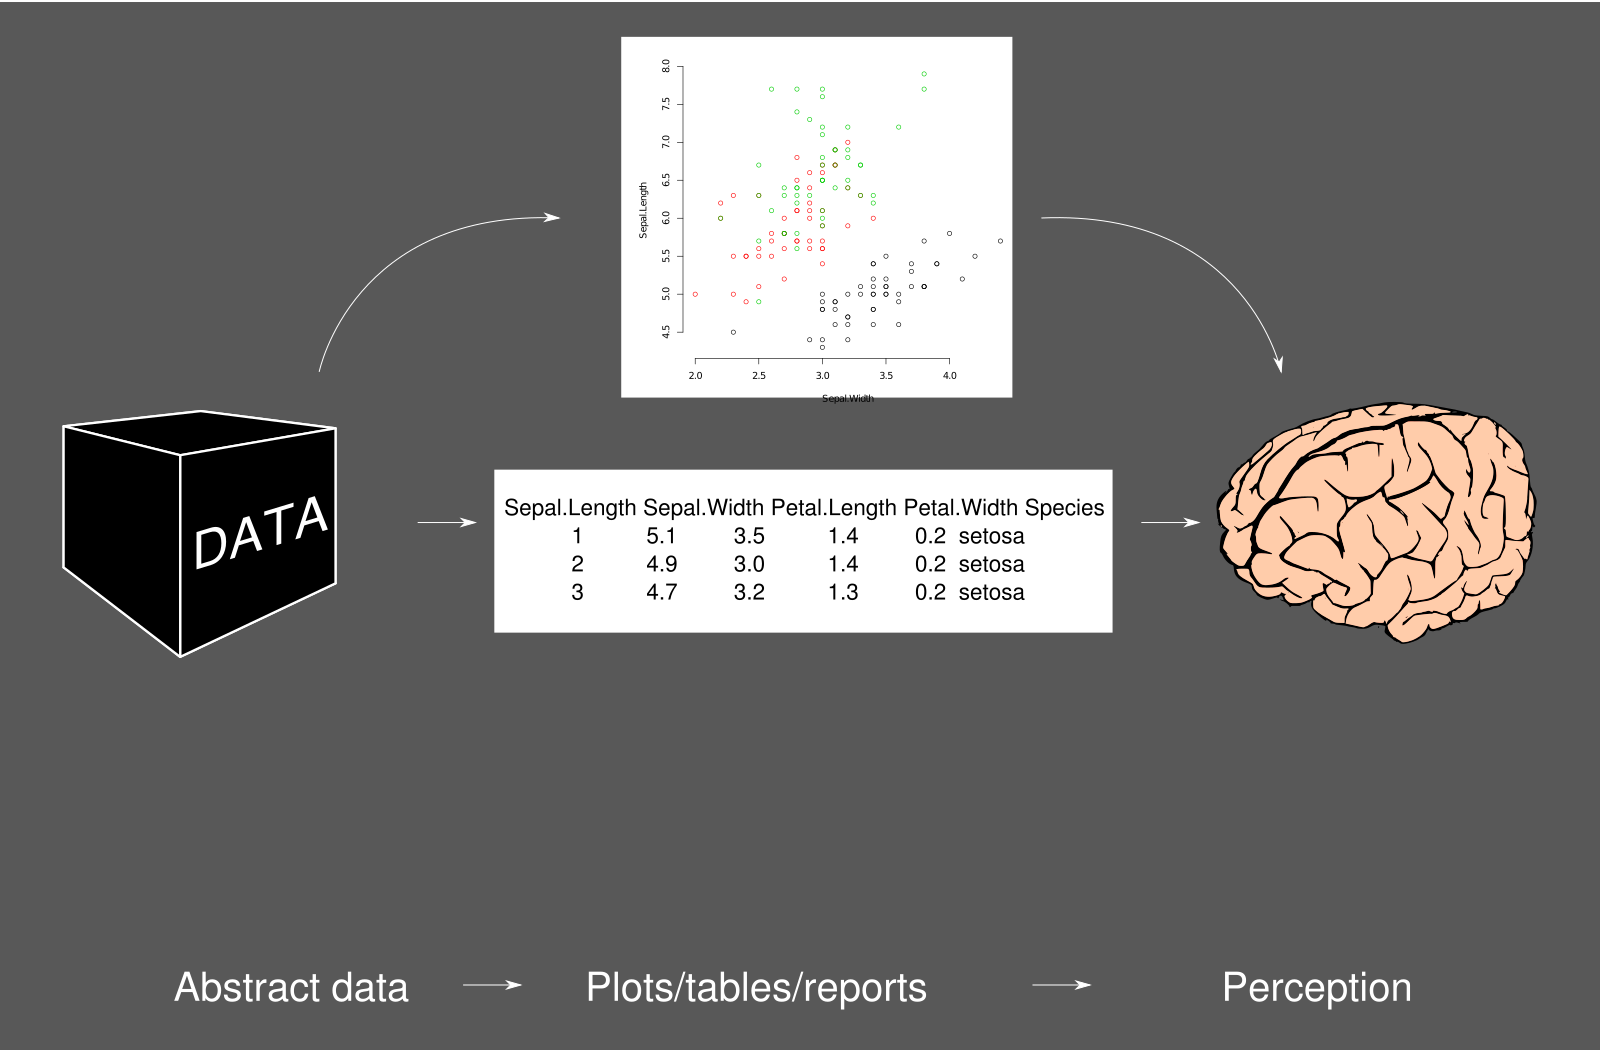 8.0
7.5
7.0
6.5
6.0
5.5
5.0
4.5
Sepal.Length
2.0 2.5 3.0 3.5 4.0
Sepal.Width
DATA
Sepal.Length Sepal.Width Petal.Length Petal.Width Species
1 5.1 3.5 1.4 0.2 setosa
2 4.9 3.0 1.4 0.2 setosa
3 4.7 3.2 1.3 0.2 setosa
Abstract data Plots/tables/reports Perception